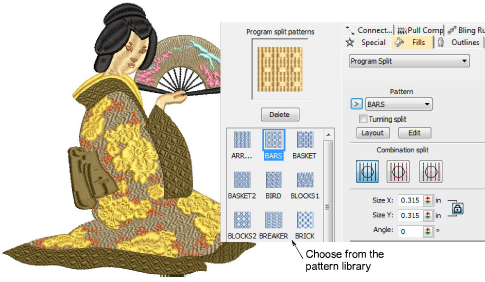 Program split patterns
Delete
ARR... BARS BASKET
BASKET2 BIRD BLOCKS1
BLOCKS2 BREAKER BRICK
Choose from the
pattern library
Connect... Pull Comp Bling Ru
Special Fills Outlines
Program Split
Pattern
> BARS
Turning split
Layout Edit
Combination split
Size X: 0.315 in
Size Y: 0.315 in
Angle: 0 °